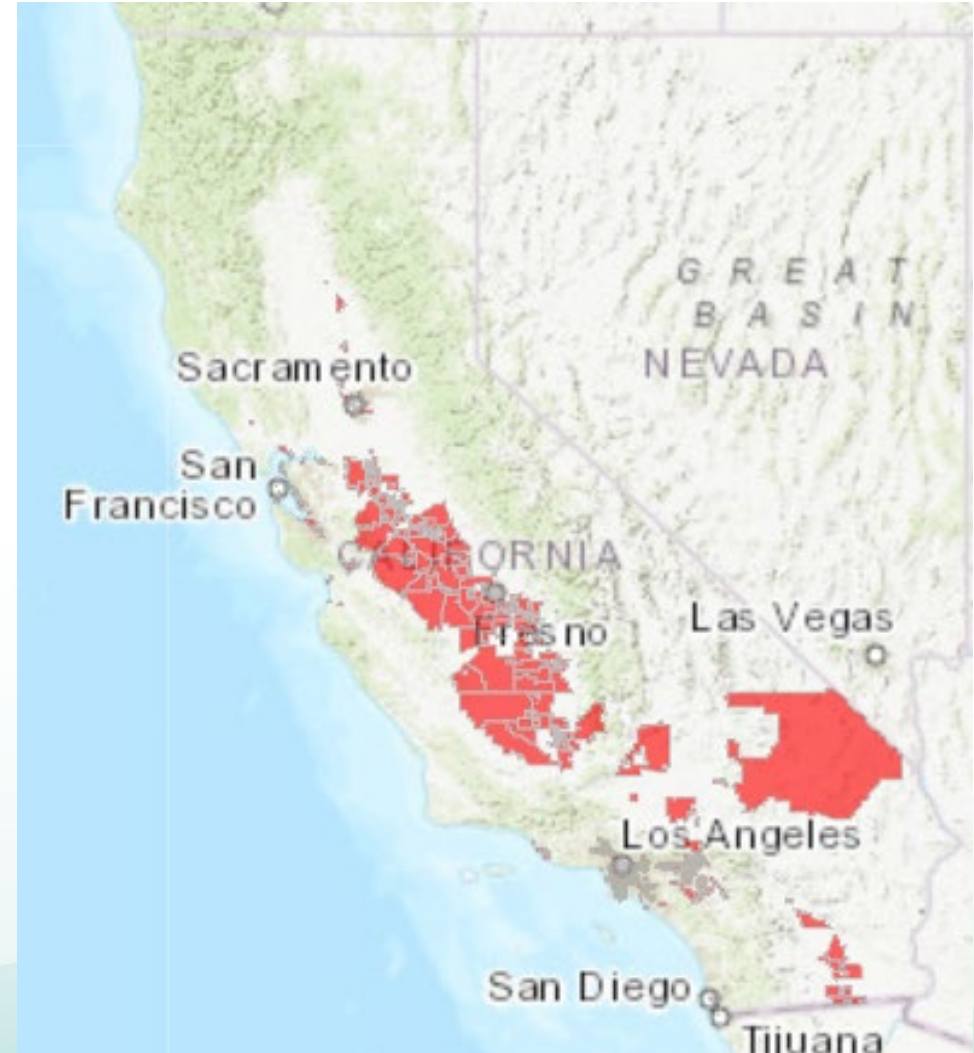 GREAT
BASIN
NEVADA
Sacramento
San
Francisco
CALIFORNIA
Fresno
Las Vegas
Los Angeles
San Diego
Tijuana